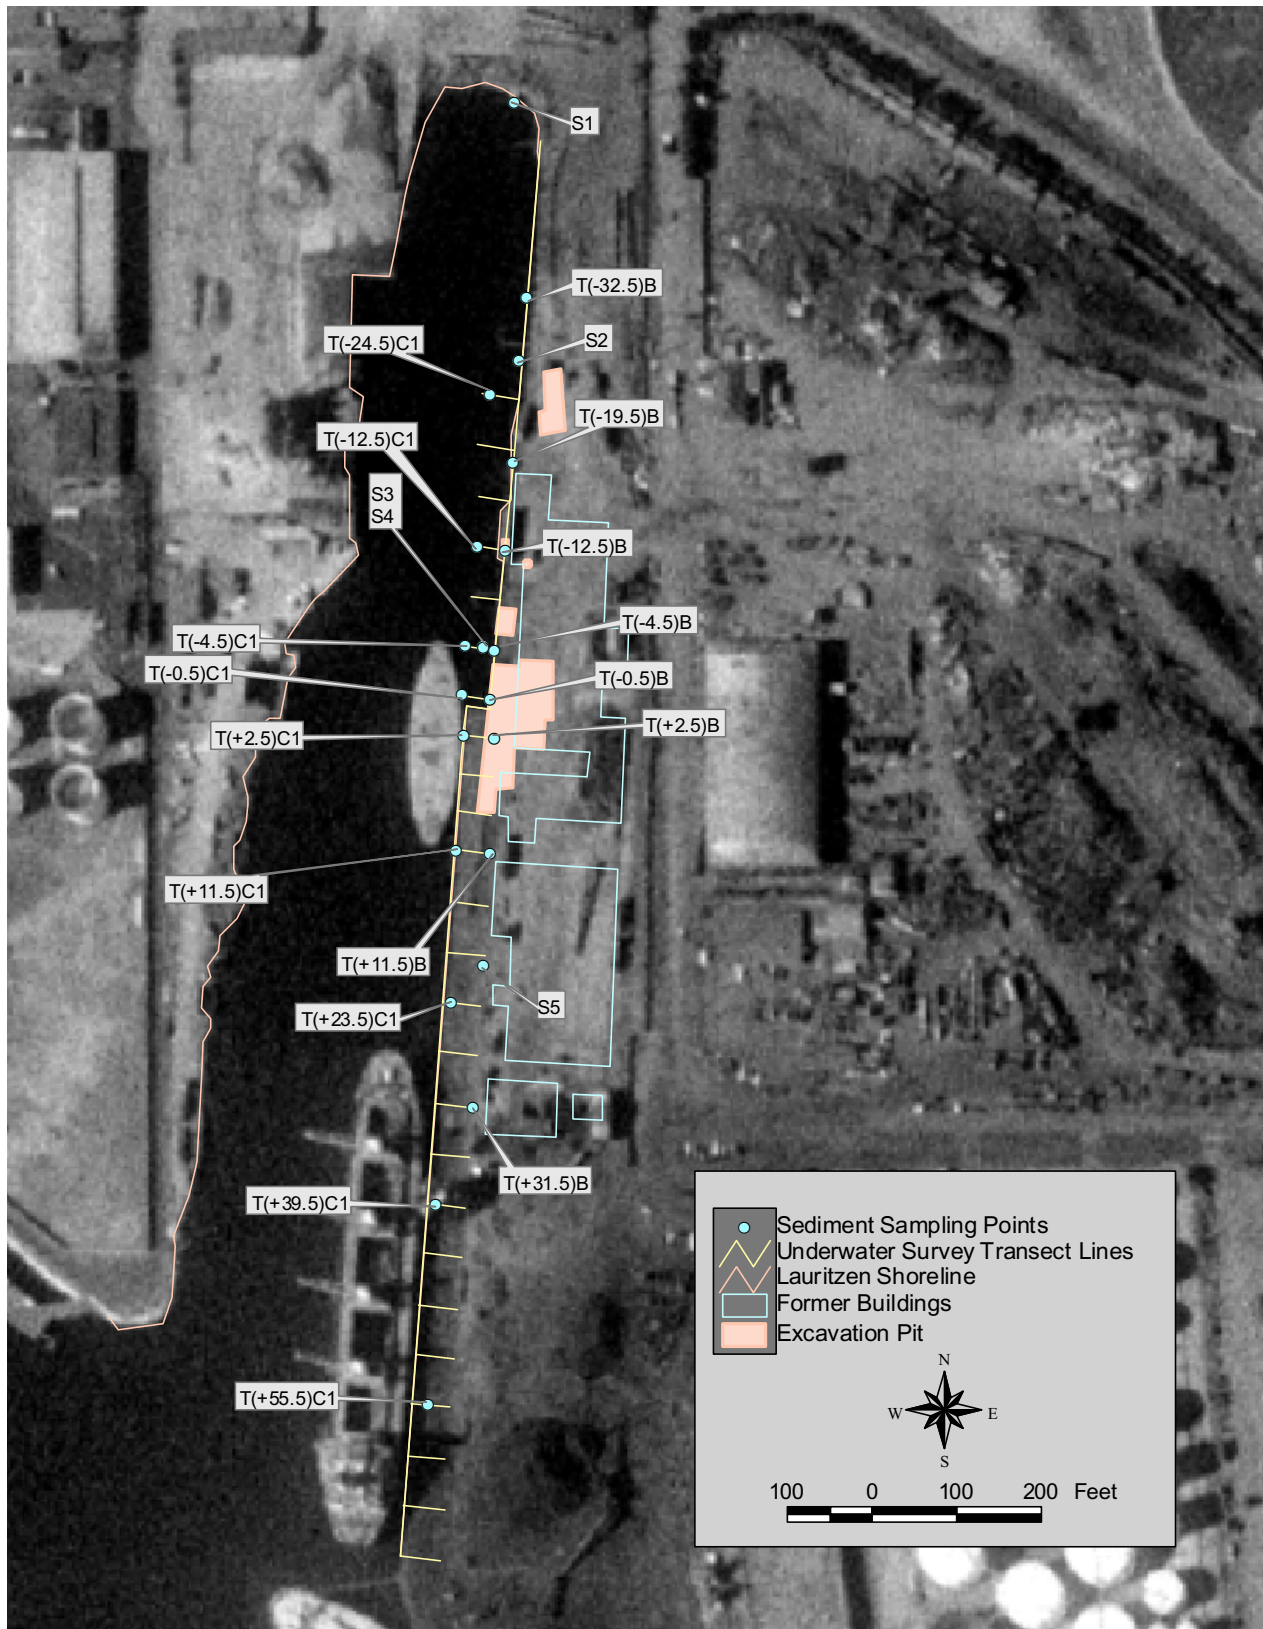 S1
T(-32.5)B
S2
T(-24.5)C1
T(-19.5)B
T(-12.5)C1
S3
S4
T(-12.5)B
T(-4.5)B
T(-4.5)C1
T(-0.5)C1
T(-0.5)B
T(+2.5)B
T(+2.5)C1
T(+11.5)C1
T(+11.5)B
S5
T(+23.5)C1
T(+31.5)B
T(+39.5)C1
T(+55.5)C1
Sediment Sampling Points
Underwater Survey Transect Lines
Lauritzen Shoreline
Former Buildings
Excavation Pit
N
W E
S
100 0 100 200 Feet